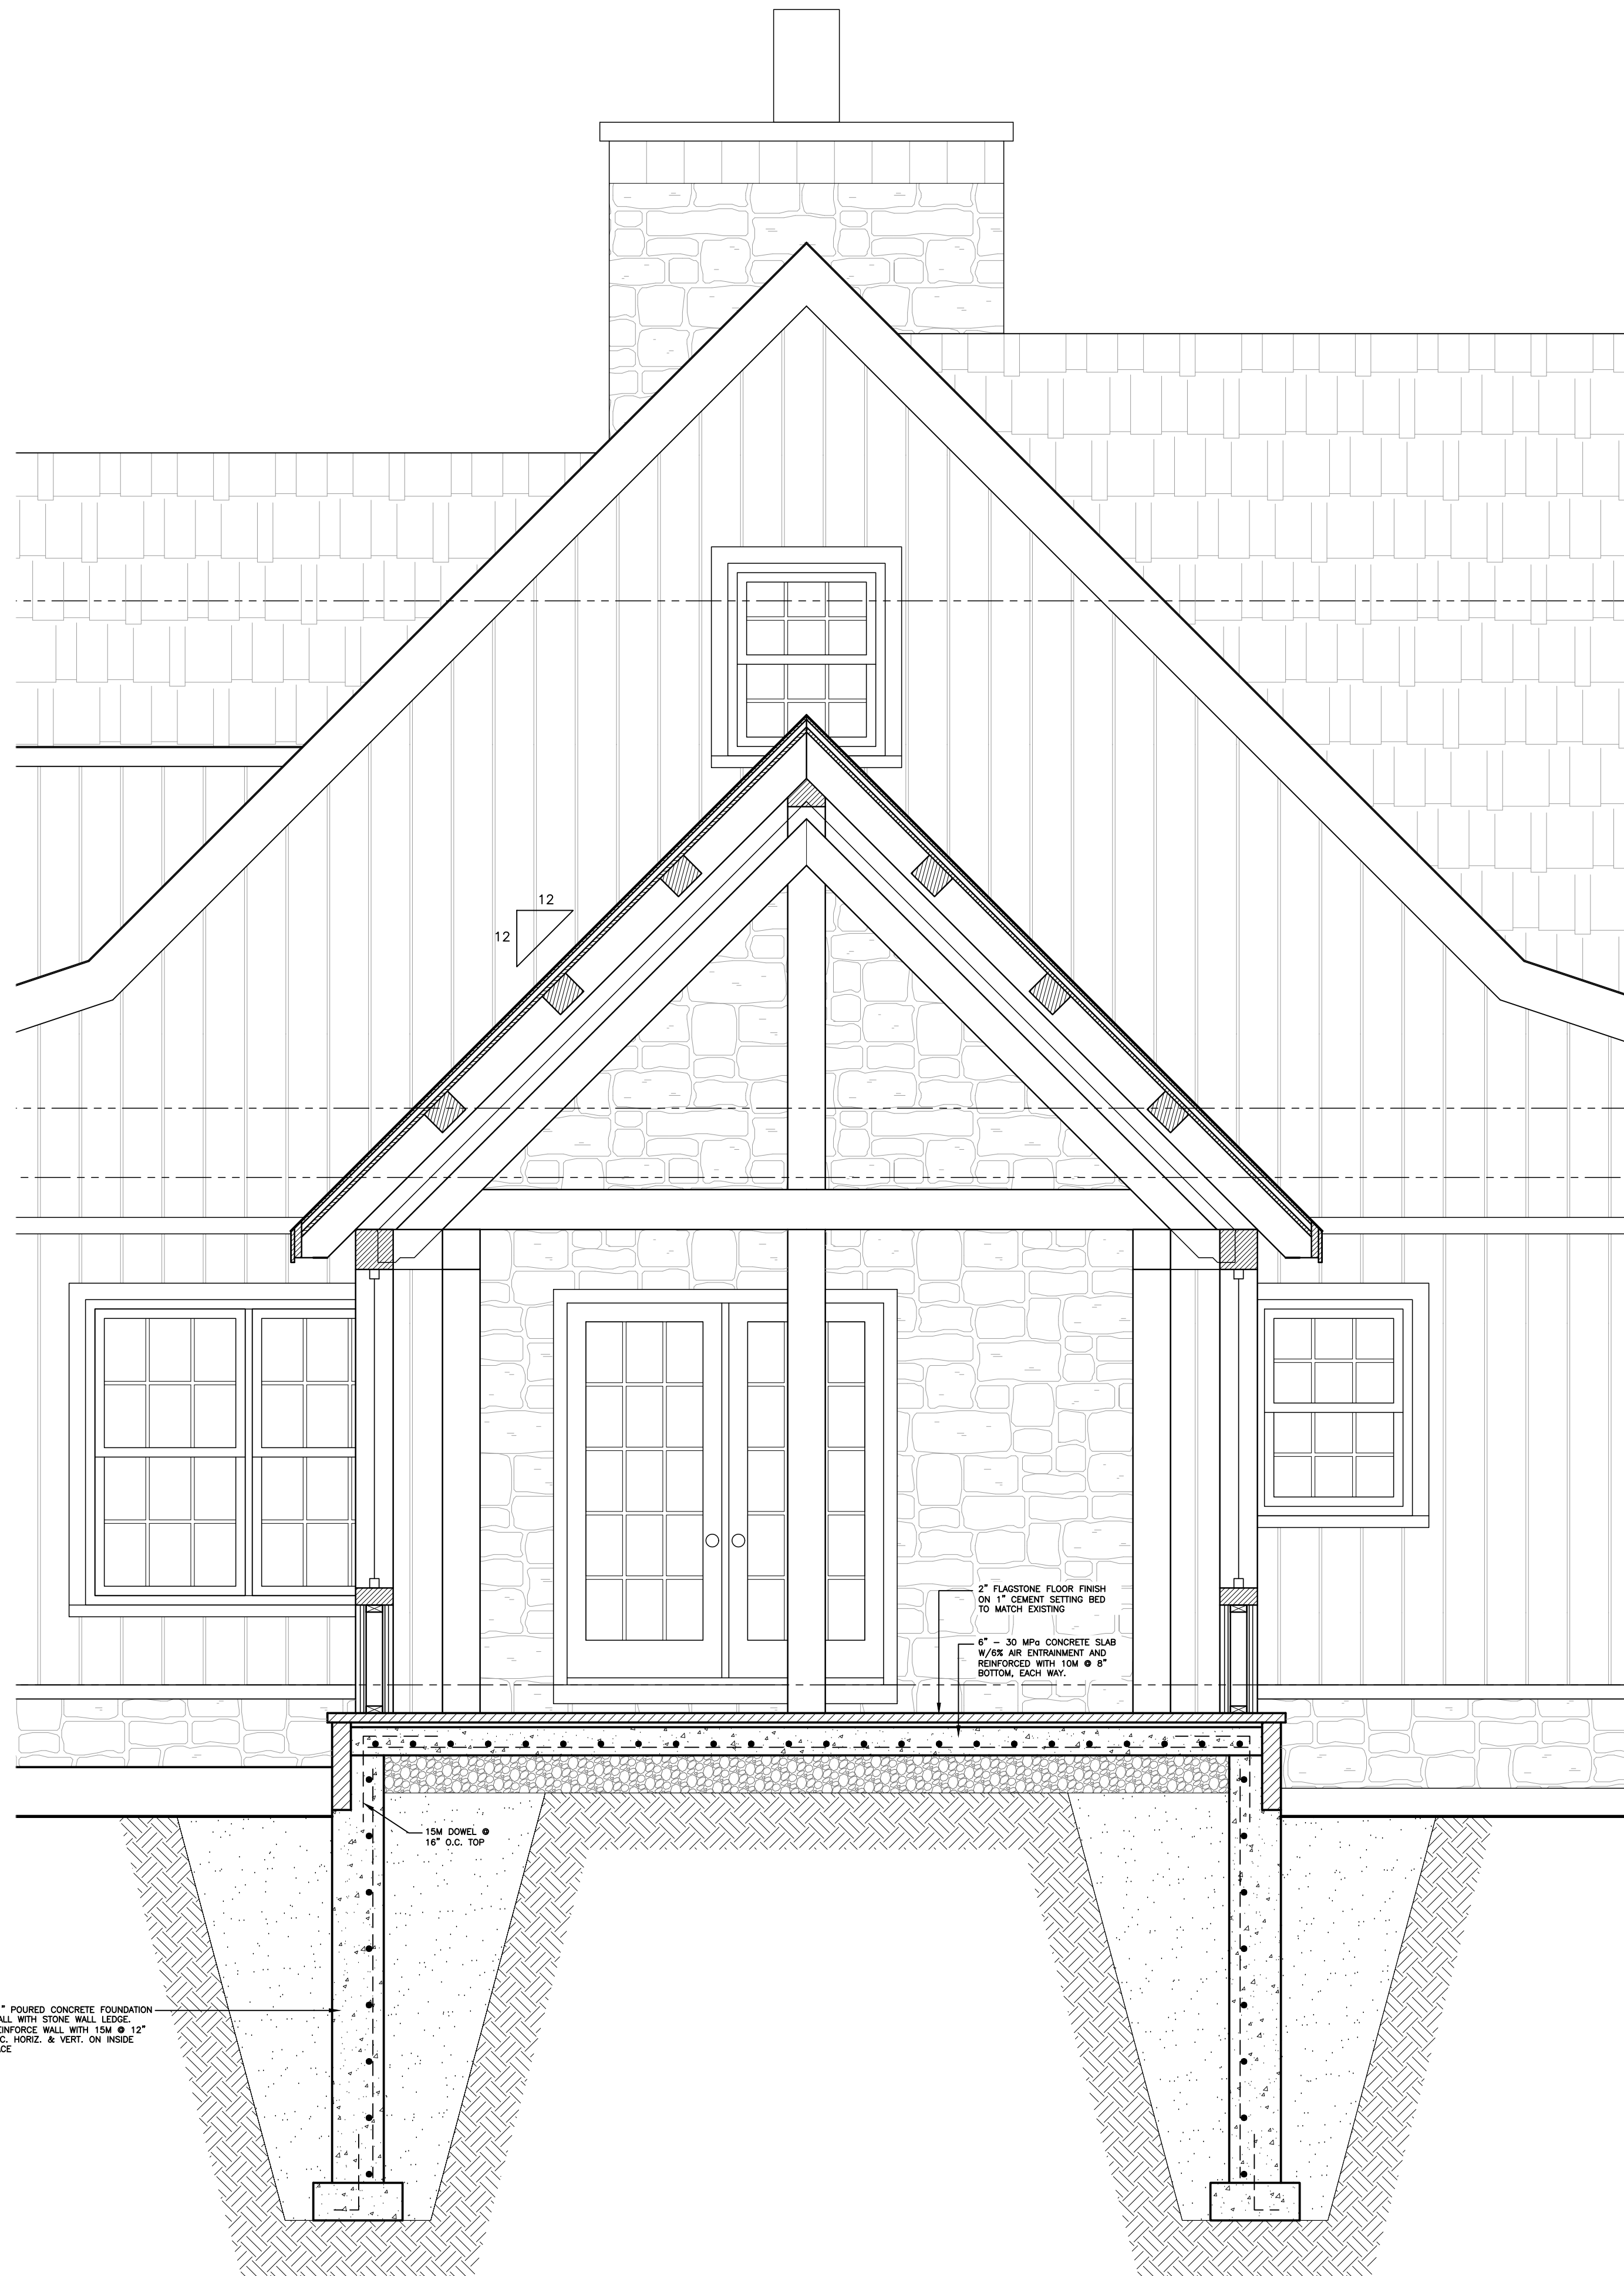 12
12
2" FLAGSTONE FLOOR FINISH
ON 1" CEMENT SETTING BED
TO MATCH EXISTING
6" – 30 MPa CONCRETE SLAB
W/6% AIR ENTRAINMENT AND
REINFORCED WITH 10M @ 8"
BOTTOM, EACH WAY.
15M DOWEL @
16" O.C. TOP
" POURED CONCRETE FOUNDATION
ALL WITH STONE WALL LEDGE.
EINFORCE WALL WITH 15M @ 12"
C. HORIZ. & VERT. ON INSIDE
CE